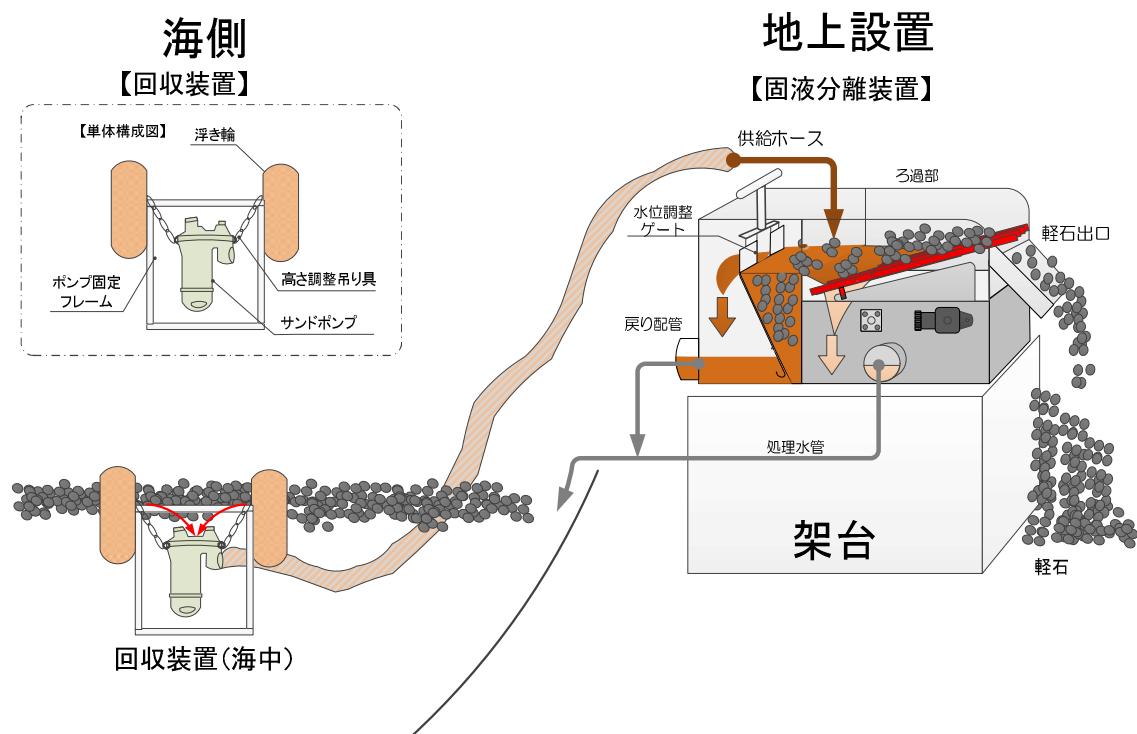 海側
【回収装置】
【単体構成図】
浮き輪
ポンプ固定
フレーム
高さ調整吊り具
サンドポンプ
回収装置(海中)
地上設置
【固液分離装置】
供給ホース
ろ過部
水位調整
ゲート
軽石出口
戻り配管
処理水管
架台
軽石